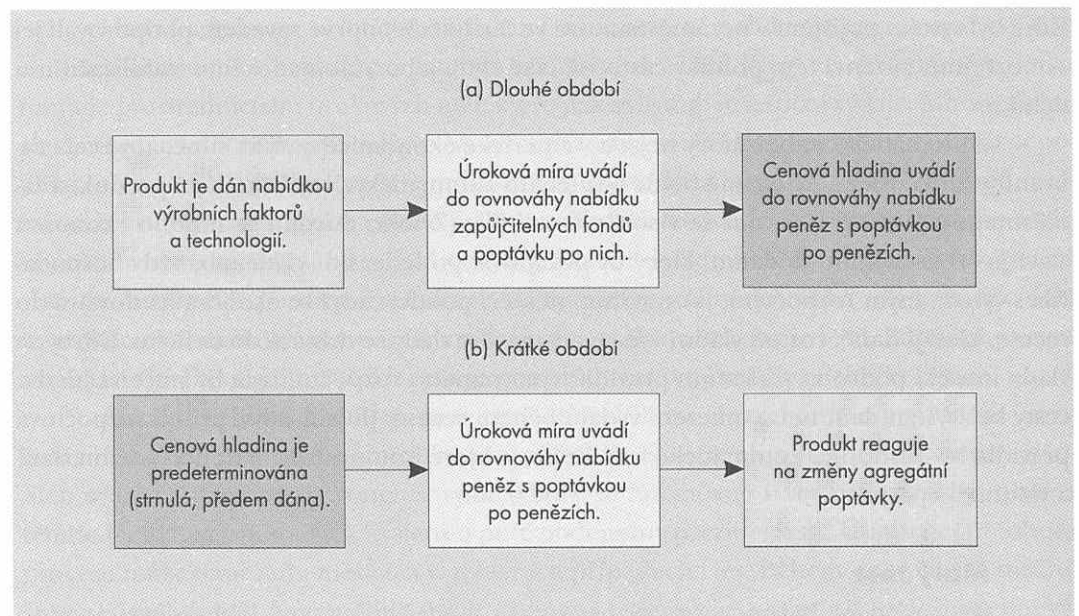 (a) Dlouhé období
Produkt je dán nabídkou
výrobních faktorů
a technologií.
Úroková míra uvádí
do rovnováhy nabídku
zapůjčitelných fondů
a poptávku po nich.
Cenová hladina uvádí
do rovnováhy nabídku
peněz s poptávkou
po penězích.
(b) Krátké období
Cenová hladina je
predeterminována
(strnulá, předem dána).
Úroková míra uvádí
do rovnováhy nabídku
peněz s poptávkou
po penězích.
Produkt reaguje
na změny agregátní
poptávky.